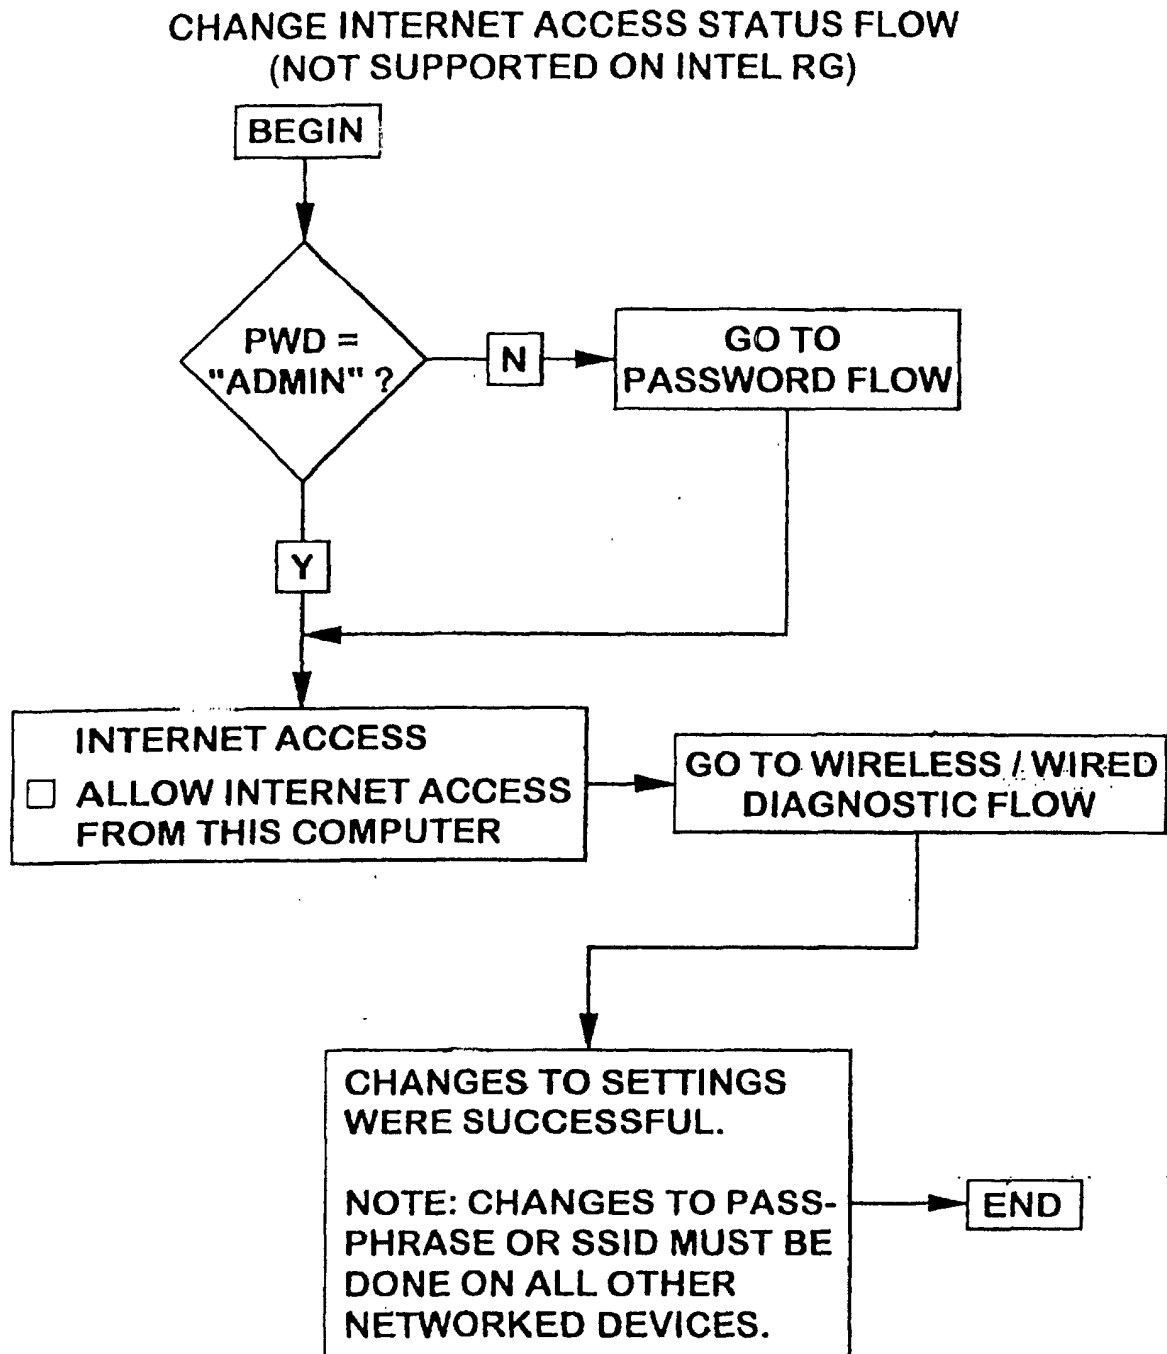 CHANGE INTERNET ACCESS STATUS FLOW
(NOT SUPPORTED ON INTEL RG)
BEGIN
PWD =
"ADMIN" ?
N
GO TO
PASSWORD FLOW
Y
INTERNET ACCESS
ALLOW INTERNET ACCESS
FROM THIS COMPUTER
GO TO WIRELESS / WIRED
DIAGNOSTIC FLOW
CHANGES TO SETTINGS
WERE SUCCESSFUL.
NOTE: CHANGES TO PASS-
PHRASE OR SSID MUST BE
DONE ON ALL OTHER
NETWORKED DEVICES.
END